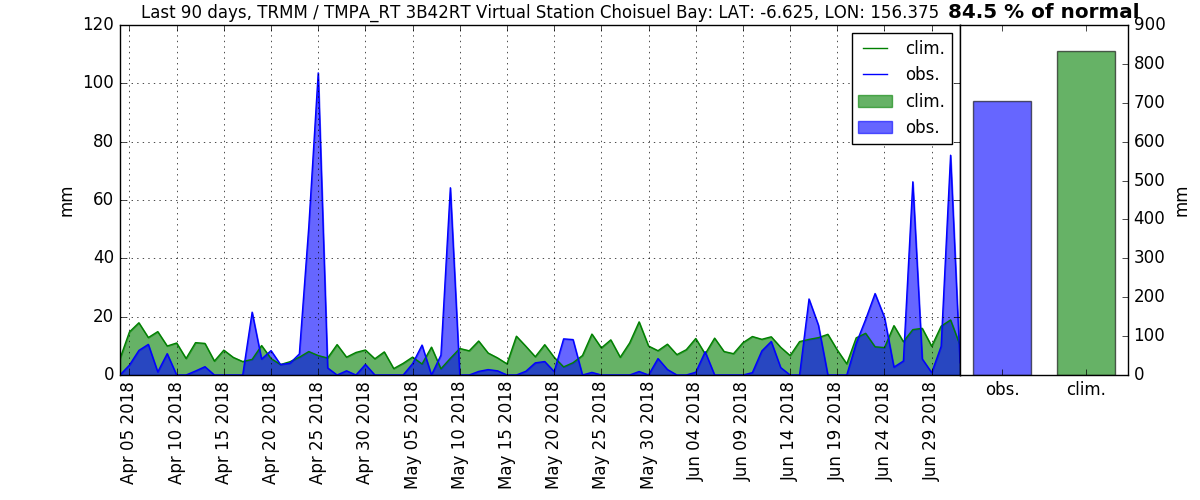 Last 90 days, TRMM / TMPA_RT 3B42RT Virtual Station Choisuel Bay: LAT: -6.625, LON: 156.375 84.5 % of normal
120
100
80
60
40
20
0
mm
clim.
obs.
clim.
obs.
900
800
700
600
500
400
300
200
100
0
mm
Apr 05 2018
Apr 10 2018
Apr 15 2018
Apr 20 2018
Apr 25 2018
Apr 30 2018
May 05 2018
May 10 2018
May 15 2018
May 20 2018
May 25 2018
May 30 2018
Jun 04 2018
Jun 09 2018
Jun 14 2018
Jun 19 2018
Jun 24 2018
Jun 29 2018
obs.
clim.